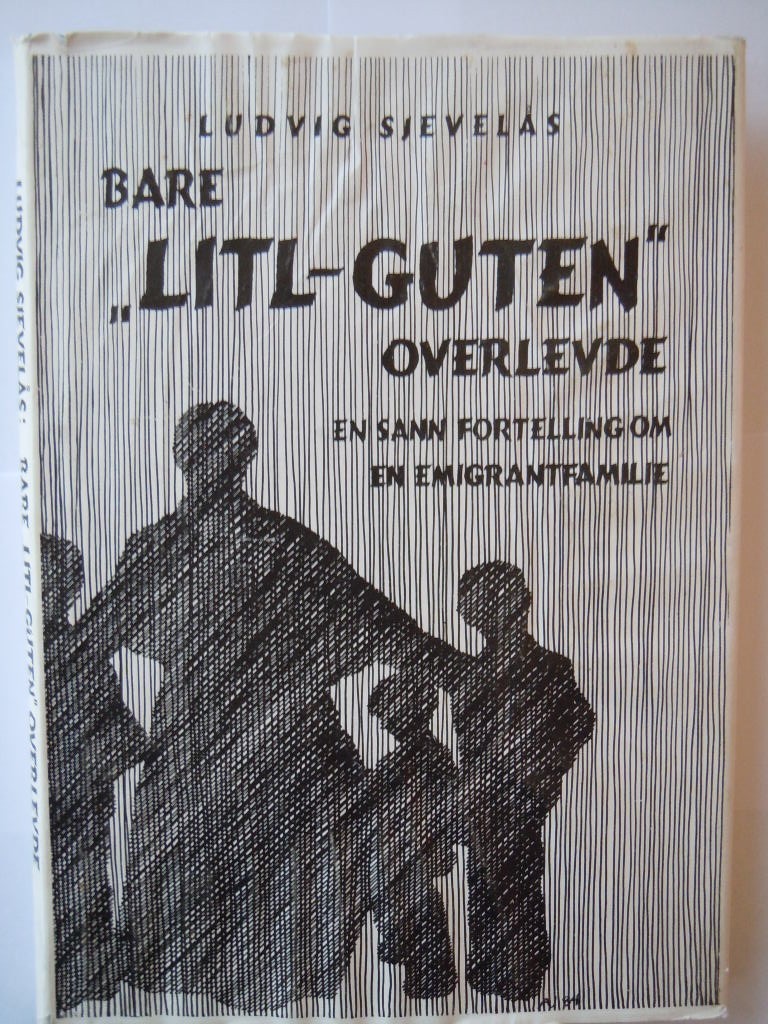 LUDVIG SJEVELÅS
BARE
„LITL-GUTEN“
OVERLEVDE
EN SANN FORTELLING OM
EN EMIGRANTFAMILIE
LUDVIG SJEVELÅS: BARE „LITL-GUTEN“ OVERLEVDE